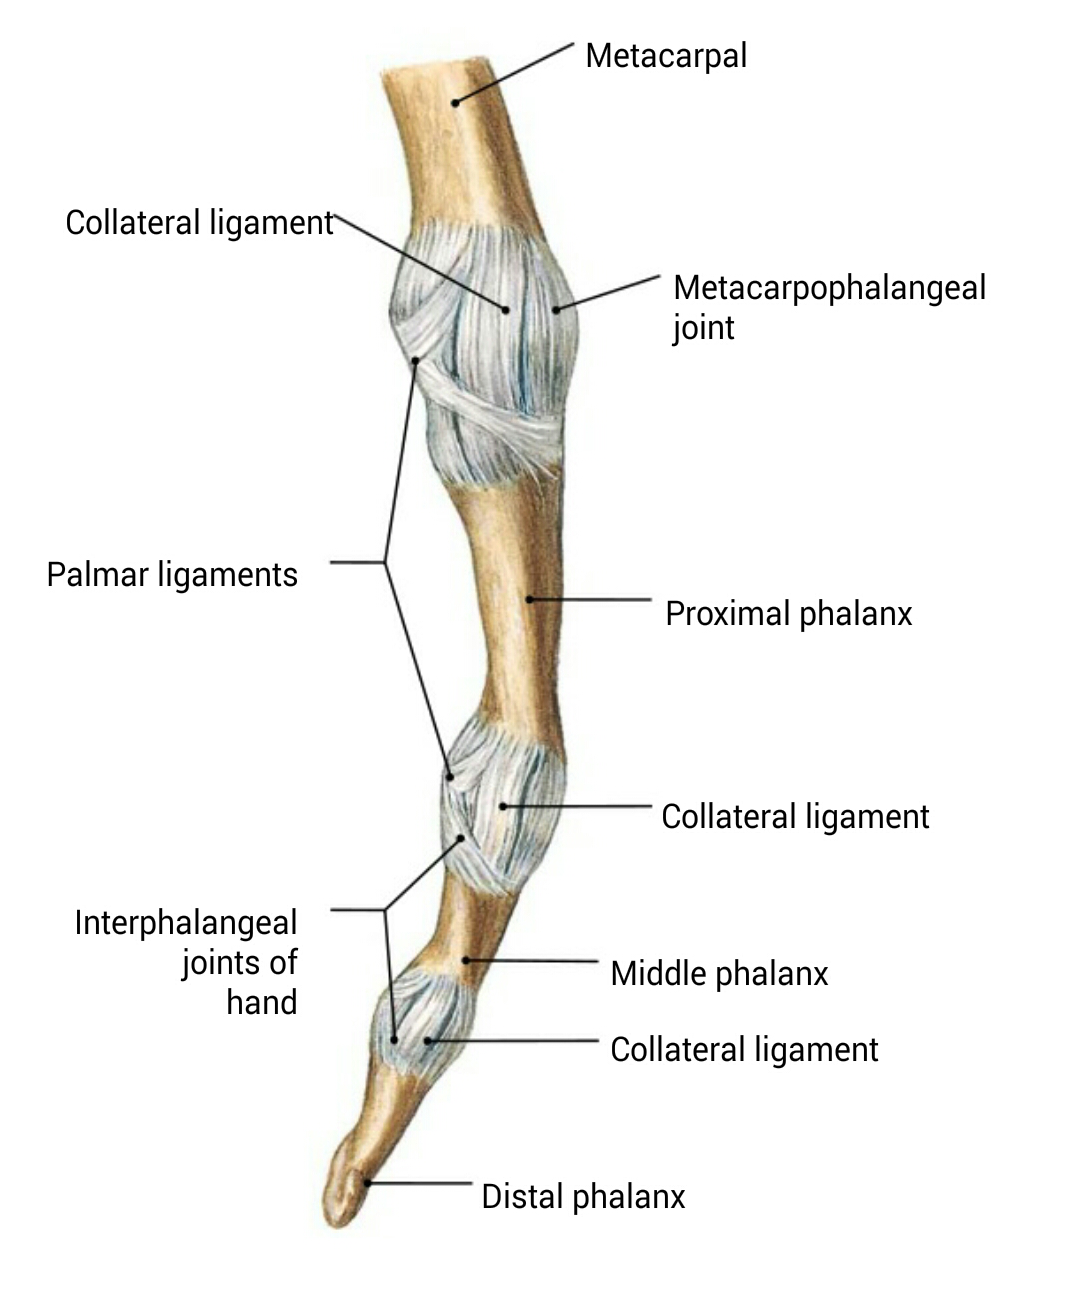 Metacarpal
Collateral ligament
Metacarpophalangeal
joint
Palmar ligaments
Proximal phalanx
Collateral ligament
Interphalangeal
joints of
hand
Middle phalanx
Collateral ligament
Distal phalanx